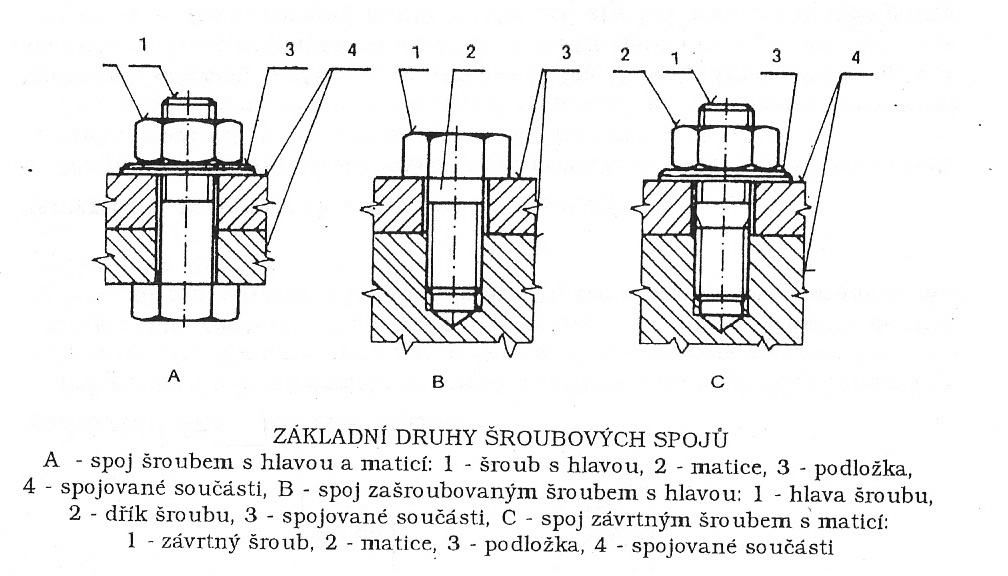 1 3 4 1 2 3 2 1 3 4
A B C
ZÁKLADNÍ DRUHY ŠROUBOVÝCH SPOJŮ
A - spoj šroubem s hlavou a maticí: 1 - šroub s hlavou, 2 - matice, 3 - podložka,
4 - spojované součásti, B - spoj zašroubovaným šroubem s hlavou: 1 - hlava šroubu,
2 - dřík šroubu, 3 - spojované součásti, C - spoj závrtným šroubem s maticí:
1 - závrtný šroub, 2 - matice, 3 - podložka, 4 - spojované součásti